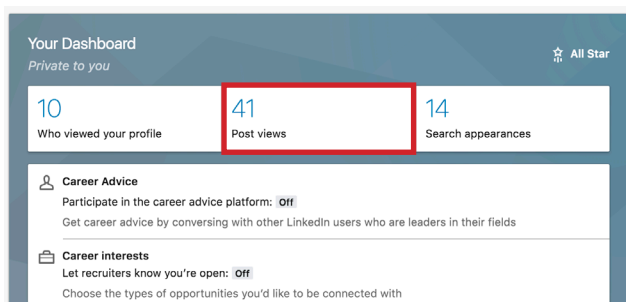 Your Dashboard
Private to you
All Star
10
Who viewed your profile
41
Post views
14
Search appearances
Career Advice
Participate in the career advice platform: Off
Get career advice by conversing with other LinkedIn users who are leaders in their fields
Career interests
Let recruiters know you're open: Off
Choose the types of opportunities you'd like to be connected with